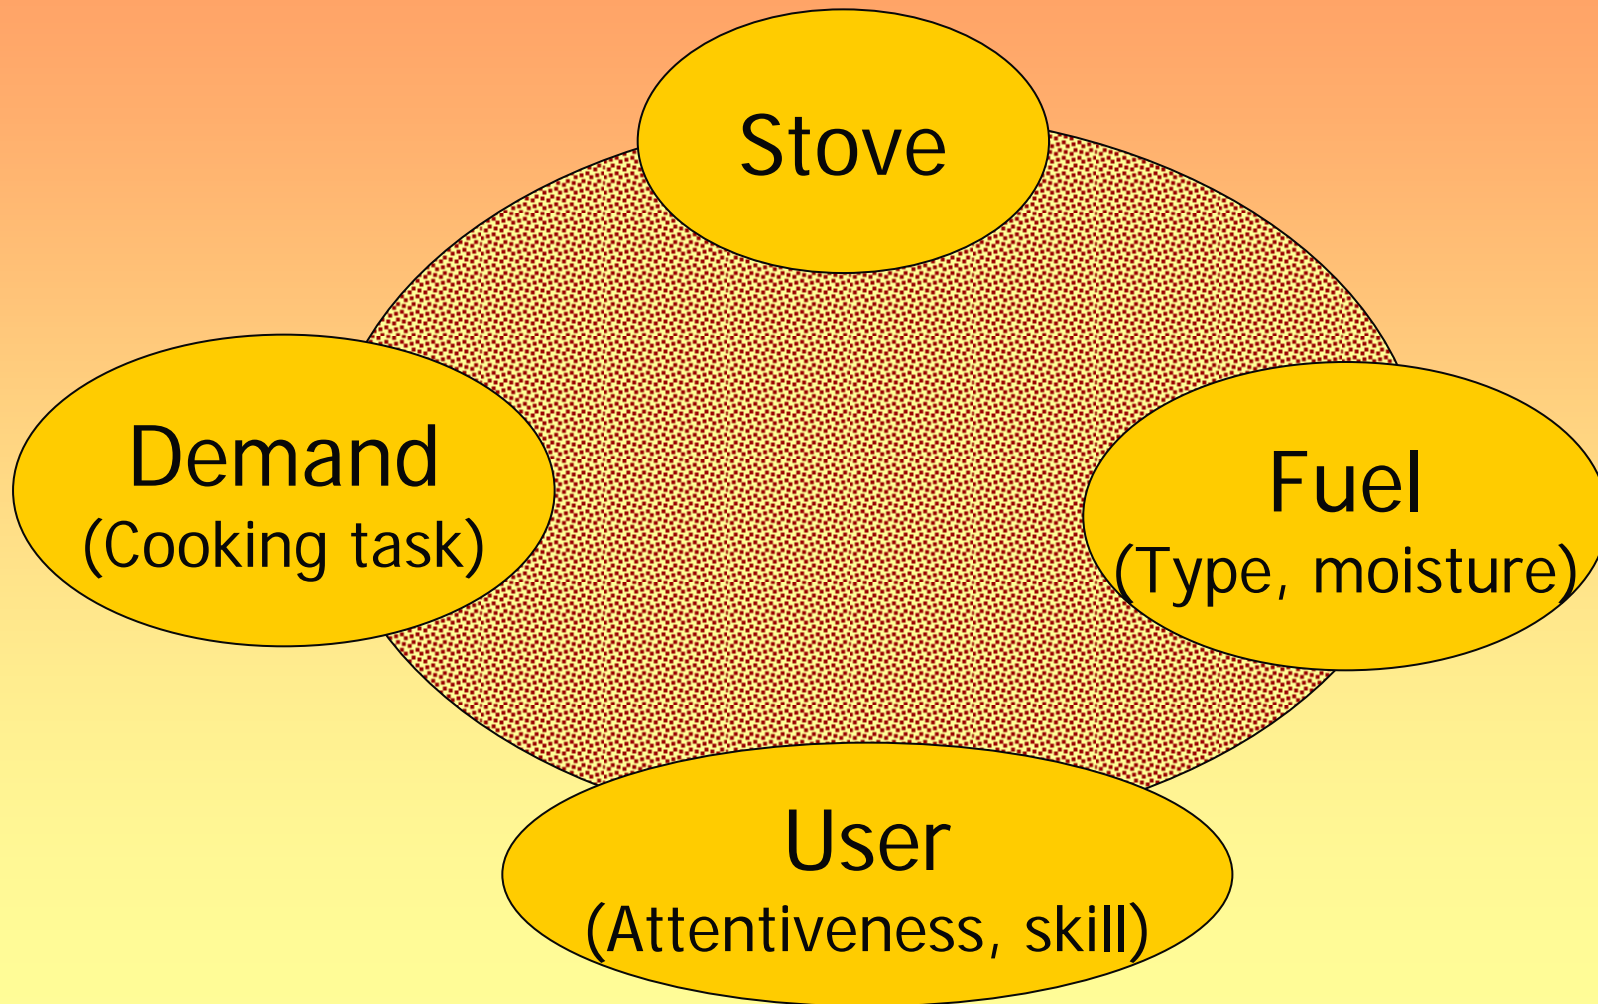 Stove
Demand
(Cooking task)
Fuel
(Type, moisture)
User
(Attentiveness, skill)